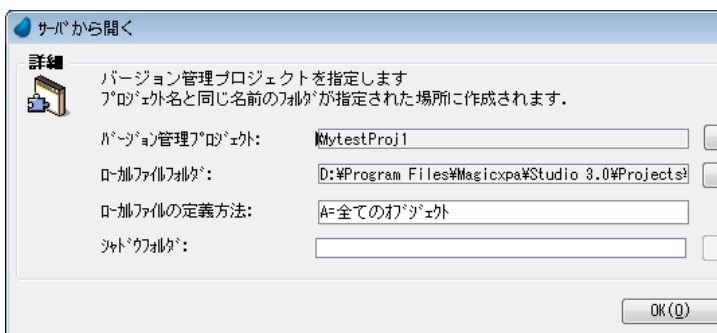 ｻｰﾊﾞから開く
詳細
バージョン管理プロジェクトを指定します
ﾌﾟﾛｼﾞｪｸﾄ名と同じ名前のﾌｫﾙﾀﾞが指定された場所に作成されます.
ﾊﾞｰｼﾞｮﾝ管理ﾌﾟﾛｼﾞｪｸﾄ: MytestProj1
ﾛｰｶﾙﾌｧｲﾙﾌｫﾙﾀﾞ: D:¥Program Files¥Magicxpa¥Studio 3.0¥Projects¥
ﾛｰｶﾙﾌｧｲﾙの定義方法: A=全てのｵﾌﾞｼﾞｪｸﾄ
ｼｬﾄﾞｳﾌｫﾙﾀﾞ:
OK(O)